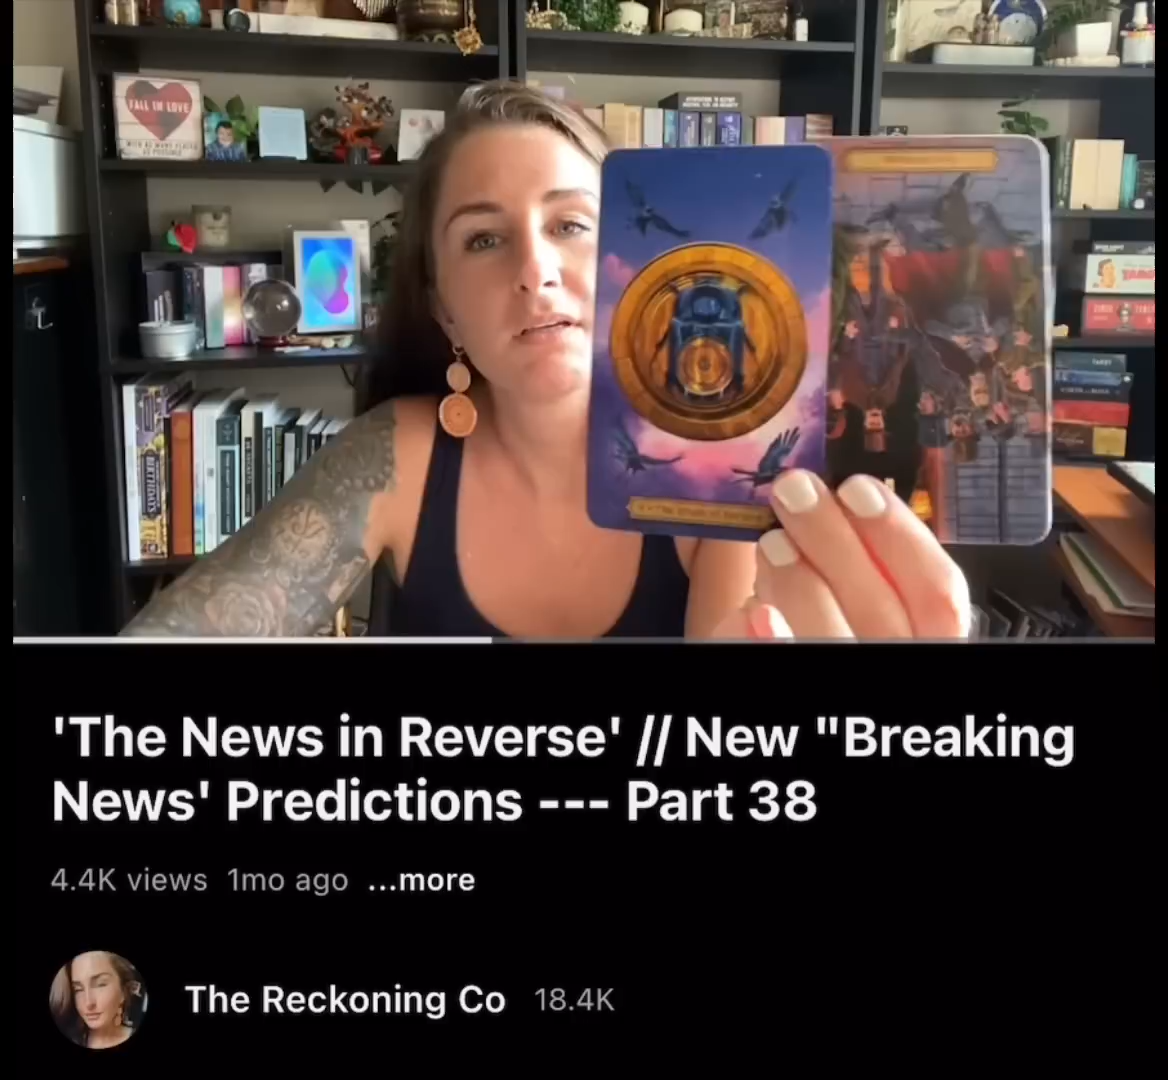 FALL IN LOVE
BIRTHDAYS
'The News in Reverse' // New "Breaking
News' Predictions --- Part 38
4.4K views 1mo ago ...more
The Reckoning Co 18.4K